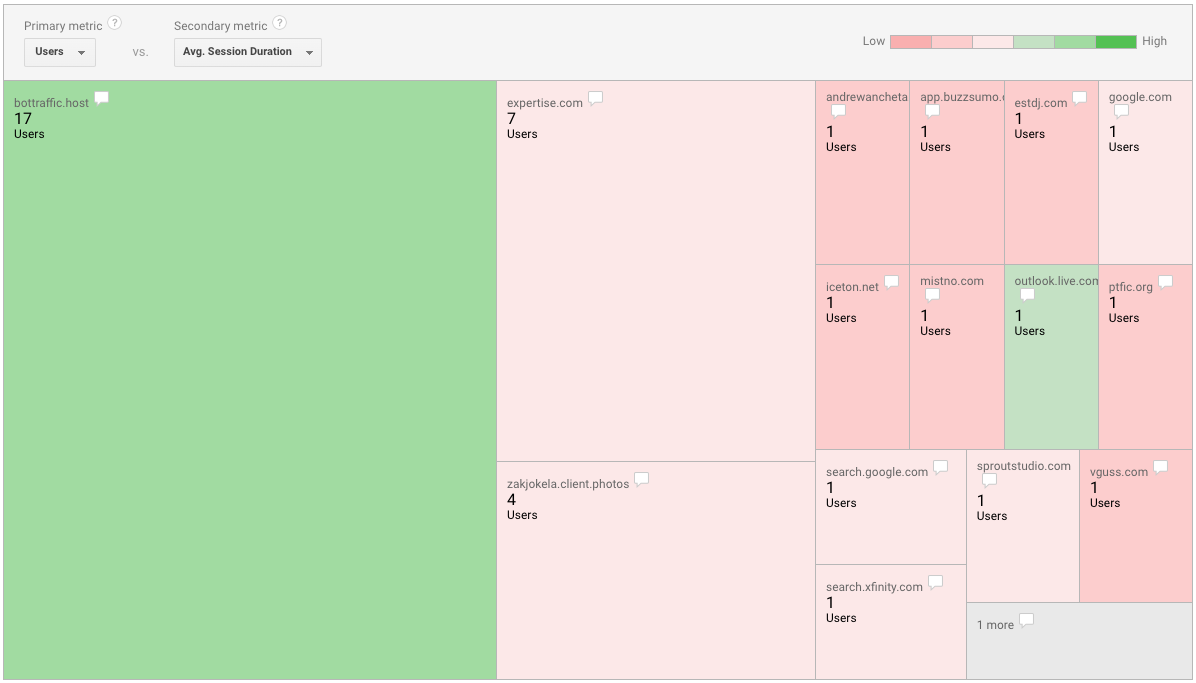 Primary metric ?
Secondary metric ?
Users
vs.
Avg. Session Duration
Low
High
bottraffic.host
17
Users
expertise.com
7
Users
zakjokela.client.photos
4
Users
andrewancheta
1
Users
app.buzzsumo.c
1
Users
estdj.com
1
Users
google.com
1
Users
iceton.net
1
Users
mistno.com
1
Users
outlook.live.com
1
Users
ptfic.org
1
Users
search.google.com
1
Users
sproutstudio.com
1
Users
vguss.com
1
Users
search.xfinity.com
1
Users
1 more